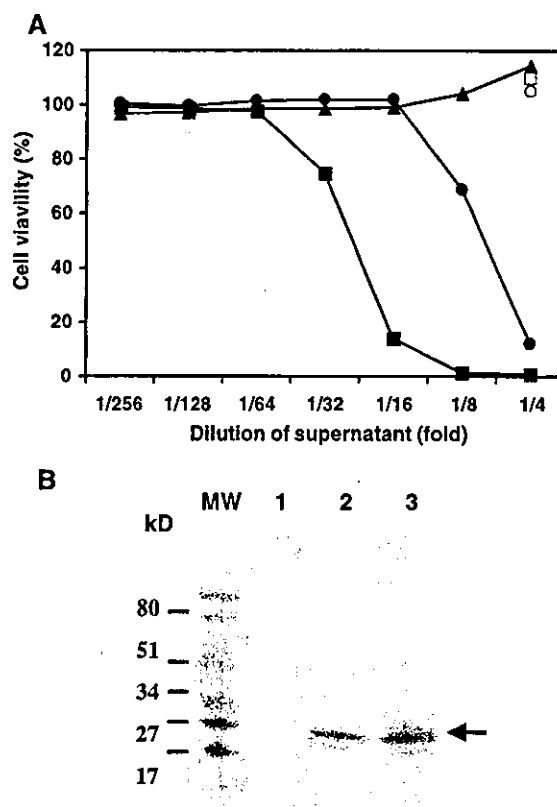 A
Cell viavility (%)
120
100
80
60
40
20
0
1/256 1/128 1/64 1/32 1/16 1/8 1/4
Dilution of supernatant (fold)
B
MW 1 2 3
kD
80
51
34
27
17